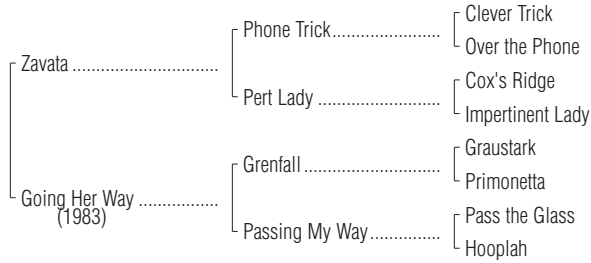 Clever Trick
Phone Trick..........................
Over the Phone
Zavata ...................................
Cox's Ridge
Pert Lady .............................
Impertinent Lady
Graustark
Grenfall................................
Primonetta
Going Her Way ...................
(1983)
Pass the Glass
Passing My Way.................
Hooplah